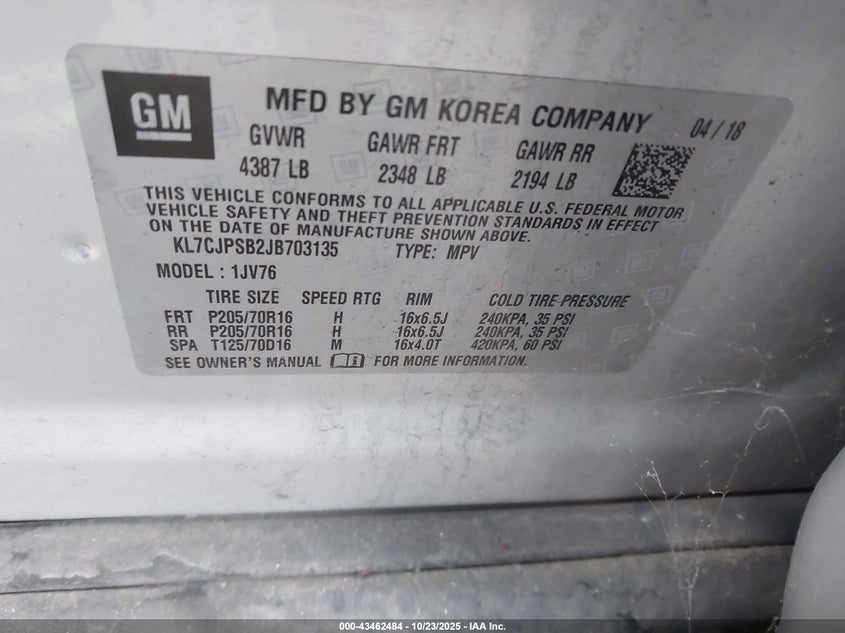 GM
MFD BY GM KOREA COMPANY 04 / 18
GVWR GAWR FRT GAWR RR
4387 LB 2348 LB 2194 LB
THIS VEHICLE CONFORMS TO ALL APPLICABLE U.S. FEDERAL MOTOR
VEHICLE SAFETY AND THEFT PREVENTION STANDARDS IN EFFECT
ON THE DATE OF MANUFACTURE SHOWN ABOVE.
KL7CJPSB2JB703135 TYPE: MPV
MODEL : 1JV76
TIRE SIZE SPEED RTG RIM COLD TIRE PRESSURE
FRT P205/70R16 H 16x6.5J 240KPA, 35 PSI
RR P205/70R16 H 16x6.5J 240KPA, 35 PSI
SPA T125/70D16 M 16x4.0T 420KPA, 60 PSI
SEE OWNER'S MANUAL FOR MORE INFORMATION.
000-43462484 - 10/23/2025 - IAA Inc.